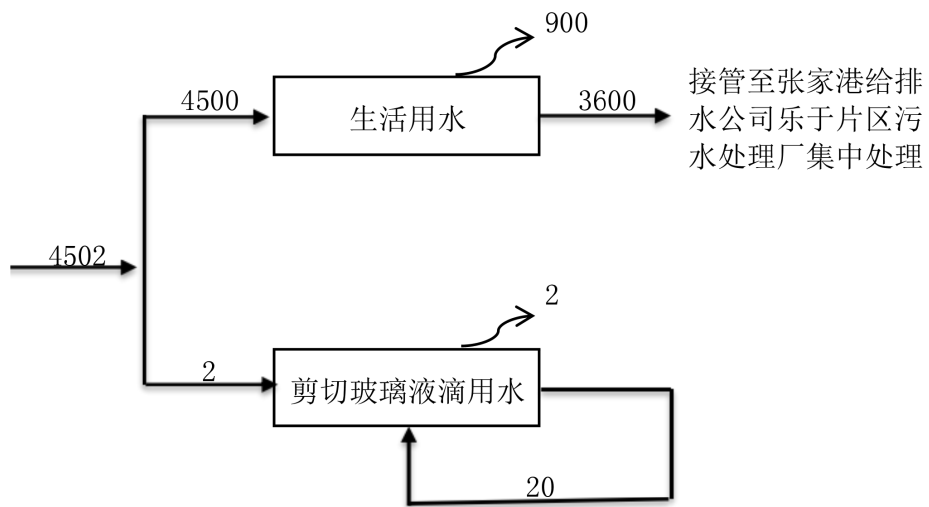 900
4500
生活用水
3600
接管至张家港给排
水公司乐于片区污
水处理厂集中处理
4502
2
2
剪切玻璃液滴用水
20